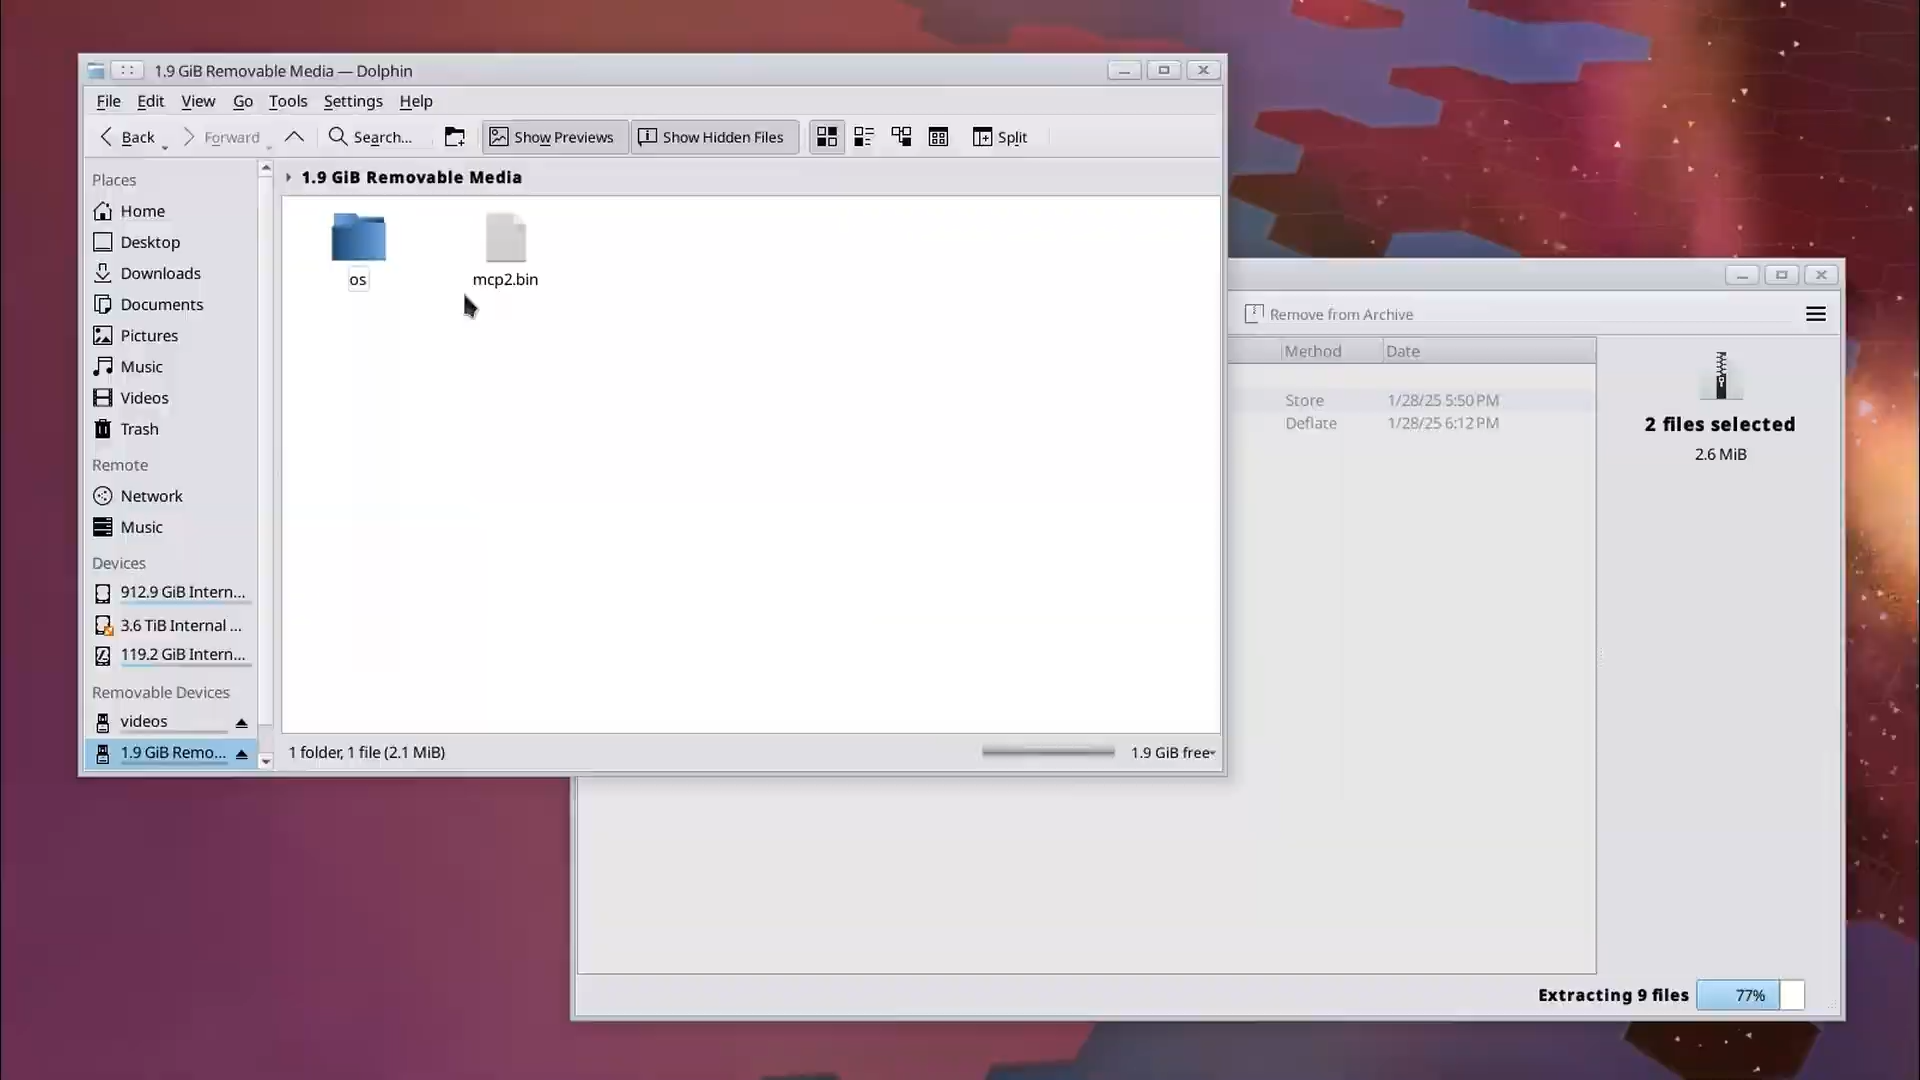 1.9 GiB Removable Media — Dolphin
File Edit View Go Tools Settings Help
Back Forward Search... Show Previews Show Hidden Files Split
Places
Home
Desktop
Downloads
Documents
Pictures
Music
Videos
Trash
Remote
Network
Music
Devices
912.9 GiB Intern...
3.6 TiB Internal ...
119.2 GiB Intern...
Removable Devices
videos
1.9 GiB Remo...
1.9 GiB Removable Media
os
mcp2.bin
1 folder, 1 file (2.1 MiB)
1.9 GiB free
Remove from Archive
Method Date
Store 1/28/25 5:50 PM
Deflate 1/28/25 6:12 PM
2 files selected
2.6 MiB
Extracting 9 files 77%